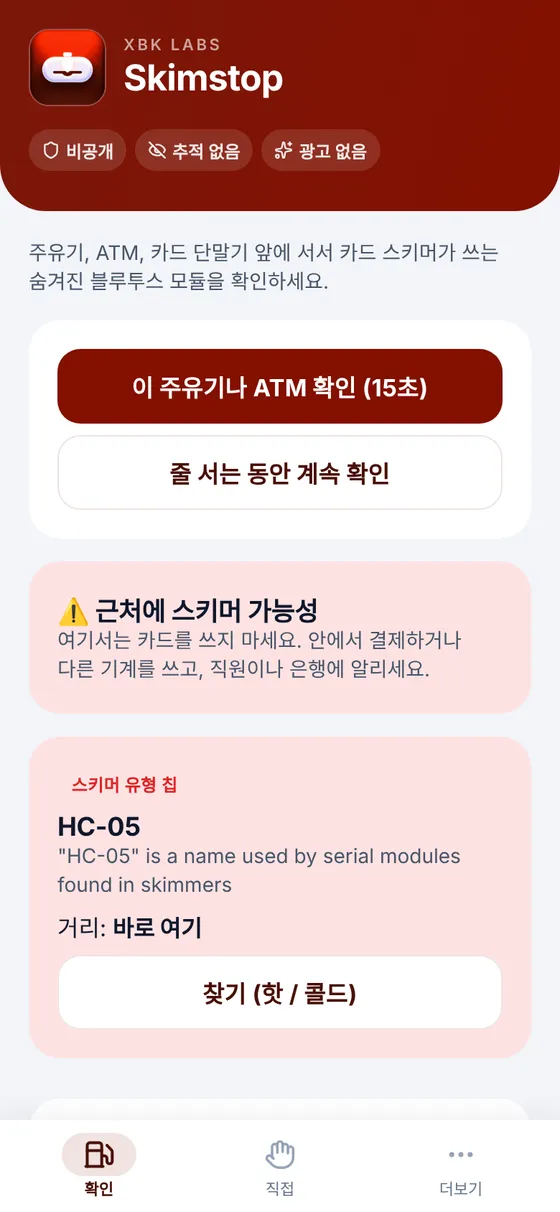 XBK LABS
Skimstop
비공개
추적 없음
광고 없음
주유기, ATM, 카드 단말기 앞에 서서 카드 스키머가 쓰는
숨겨진 블루투스 모듈을 확인하세요.
이 주유기나 ATM 확인 (15초)
줄 서는 동안 계속 확인
⚠️ 근처에 스키머 가능성
여기서는 카드를 쓰지 마세요. 안에서 결제하거나
다른 기계를 쓰고, 직원이나 은행에 알리세요.
스키머 유형 칩
HC-05
"HC-05" is a name used by serial modules
found in skimmers
거리: 바로 여기
찾기 (핫 / 콜드)
확인
직접
더보기